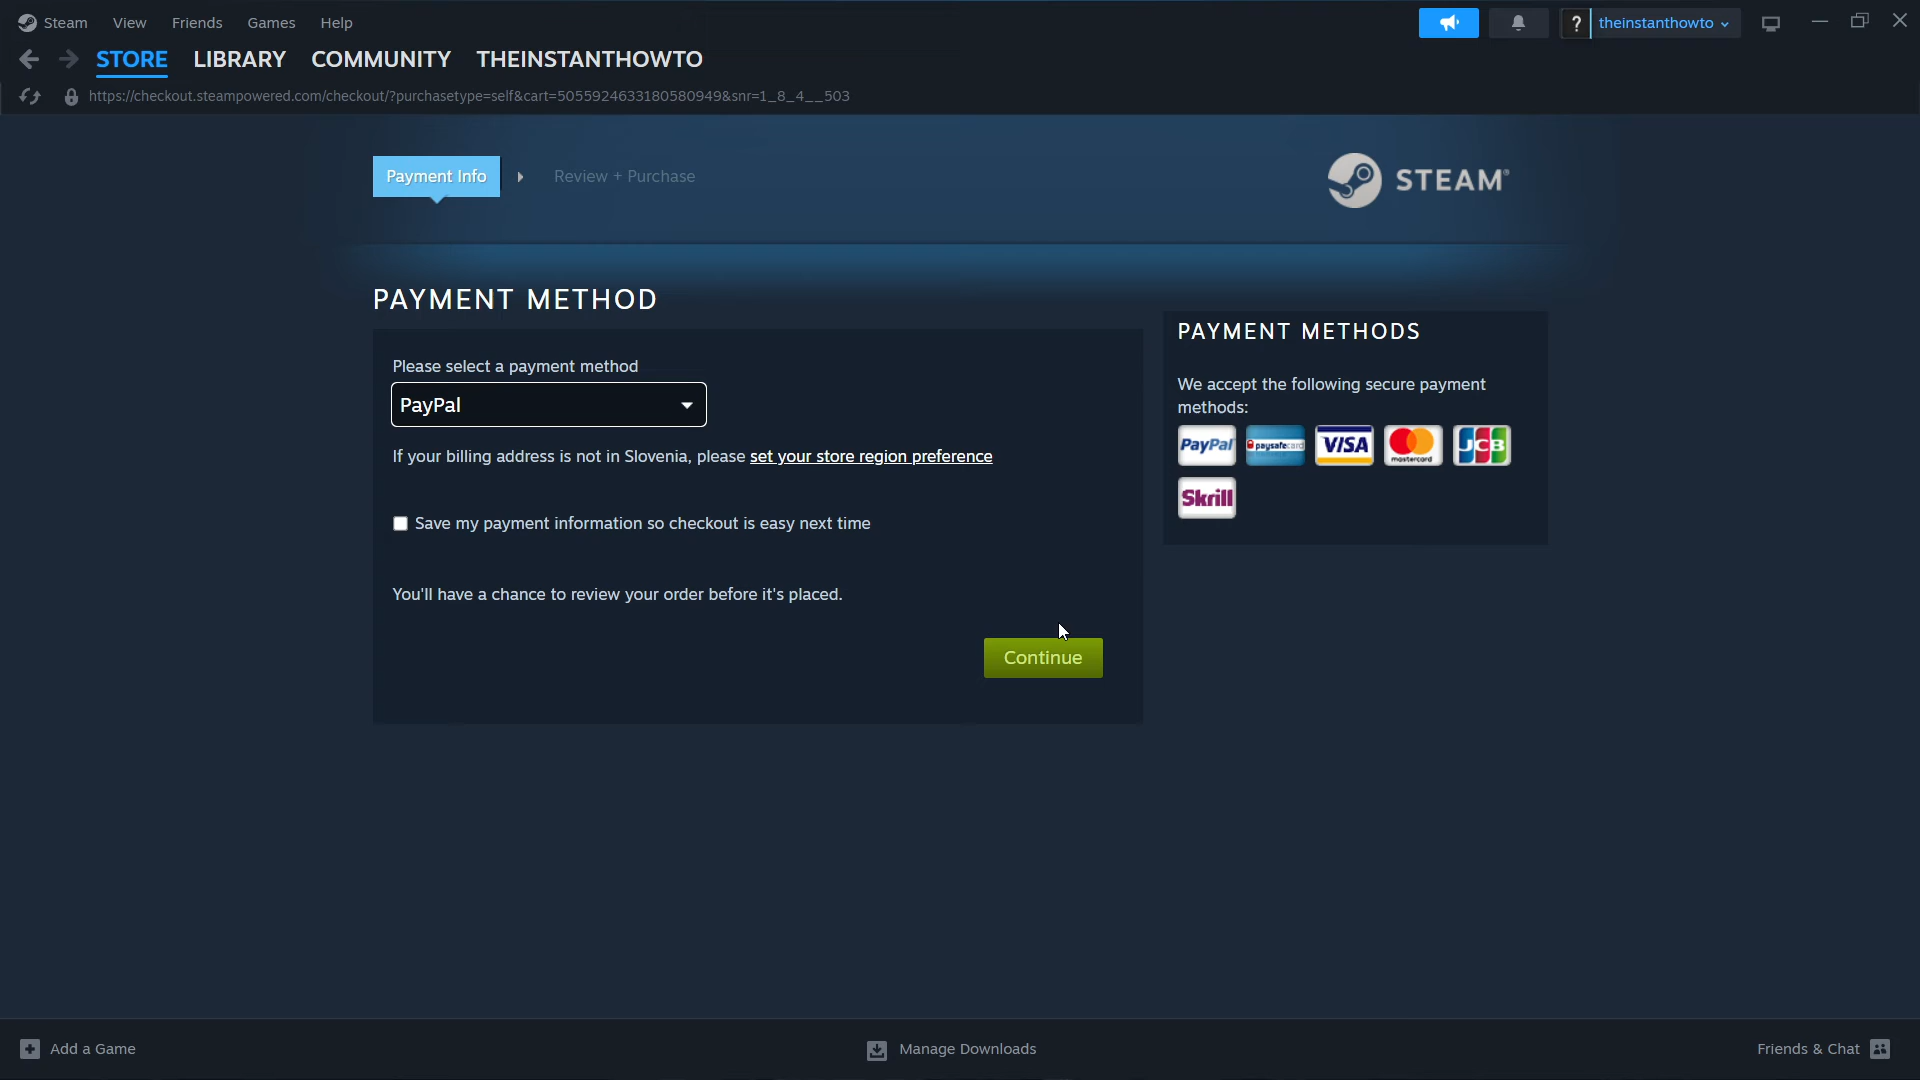 Steam View Friends Games Help
? theinstanthowto
STORE LIBRARY COMMUNITY THEINSTANTHOWTO
https://checkout.steampowered.com/checkout/?purchasetype=self&cart=5055924633180580949&snr=1_8_4__503
Payment Info Review + Purchase
STEAM®
PAYMENT METHOD
Please select a payment method
PayPal
If your billing address is not in Slovenia, please set your store region preference
Save my payment information so checkout is easy next time
You'll have a chance to review your order before it's placed.
Continue
PAYMENT METHODS
We accept the following secure payment
methods:
PayPal paysafecard VISA mastercard JCB
Skrill
Add a Game Manage Downloads Friends & Chat